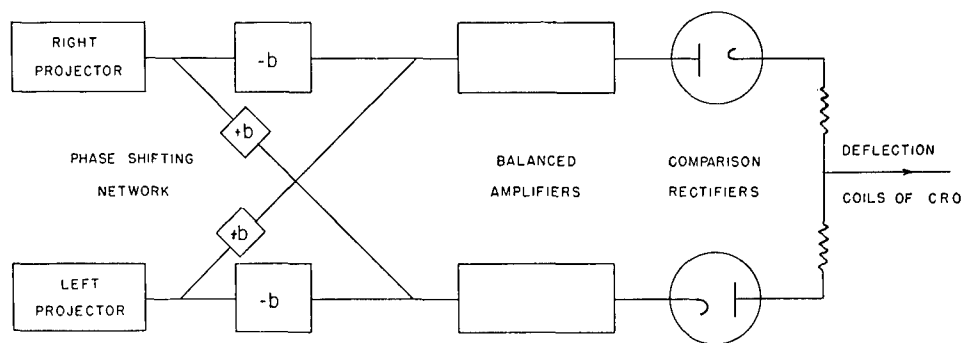 RIGHT
PROJECTOR
-b
+b
PHASE SHIFTING
NETWORK
BALANCED
AMPLIFIERS
COMPARISON
RECTIFIERS
DEFLECTION
COILS OF CRO
+b
LEFT
PROJECTOR
-b